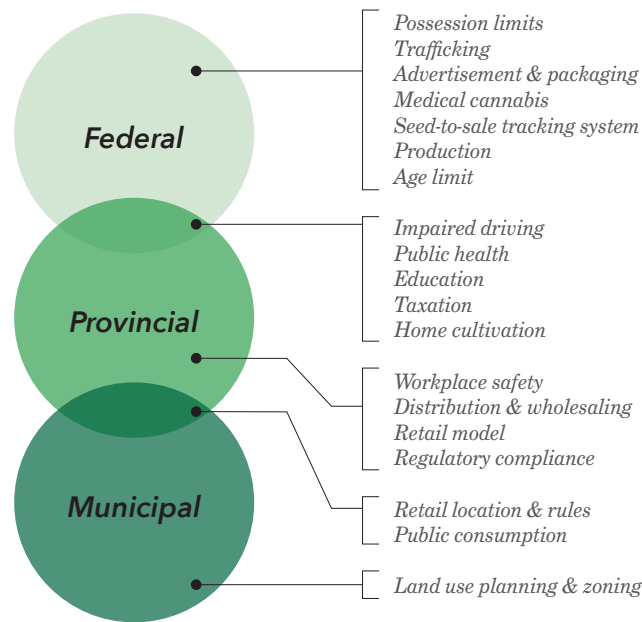 Federal
Possession limits
Trafficking
Advertisement & packaging
Medical cannabis
Seed-to-sale tracking system
Production
Age limit
Impaired driving
Public health
Education
Taxation
Home cultivation
Provincial
Workplace safety
Distribution & wholesaling
Retail model
Regulatory compliance
Municipal
Retail location & rules
Public consumption
Land use planning & zoning